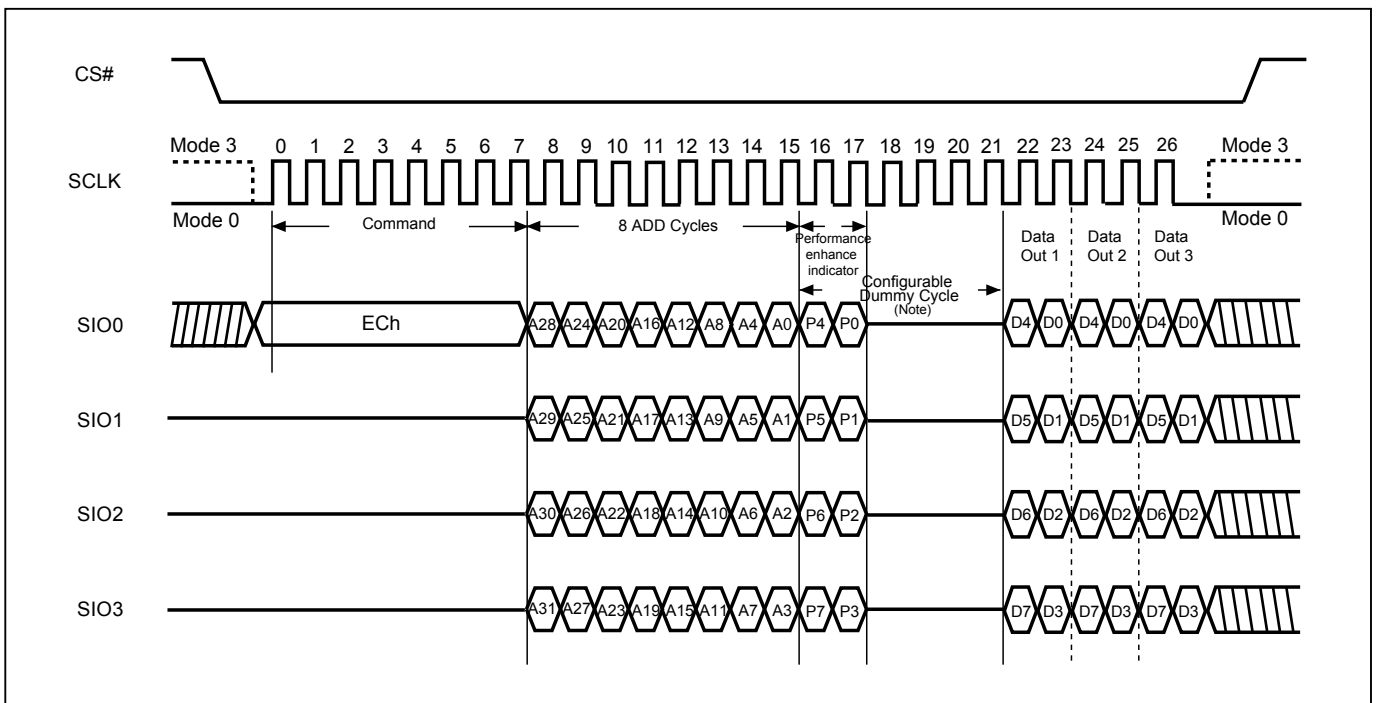 CS#
Mode 3 0 1 2 3 4 5 6 7 8 9 10 11 12 13 14 15 16 17 18 19 20 21 22 23 24 25 26 Mode 3
SCLK
Mode 0 Command 8 ADD Cycles Mode 0
Performance
enhance
indicator
Data
Out 1
Data
Out 2
Data
Out 3
Configurable
Dummy Cycle
(Note)
SIO0 ECh A28 A24 A20 A16 A12 A8 A4 A0 P4 P0 D4 D0 D4 D0 D4 D0
SIO1 A29 A25 A21 A17 A13 A9 A5 A1 P5 P1 D5 D1 D5 D1 D5 D1
SIO2 A30 A26 A22 A18 A14 A10 A6 A2 P6 P2 D6 D2 D6 D2 D6 D2
SIO3 A31 A27 A23 A19 A15 A11 A7 A3 P7 P3 D7 D3 D7 D3 D7 D3